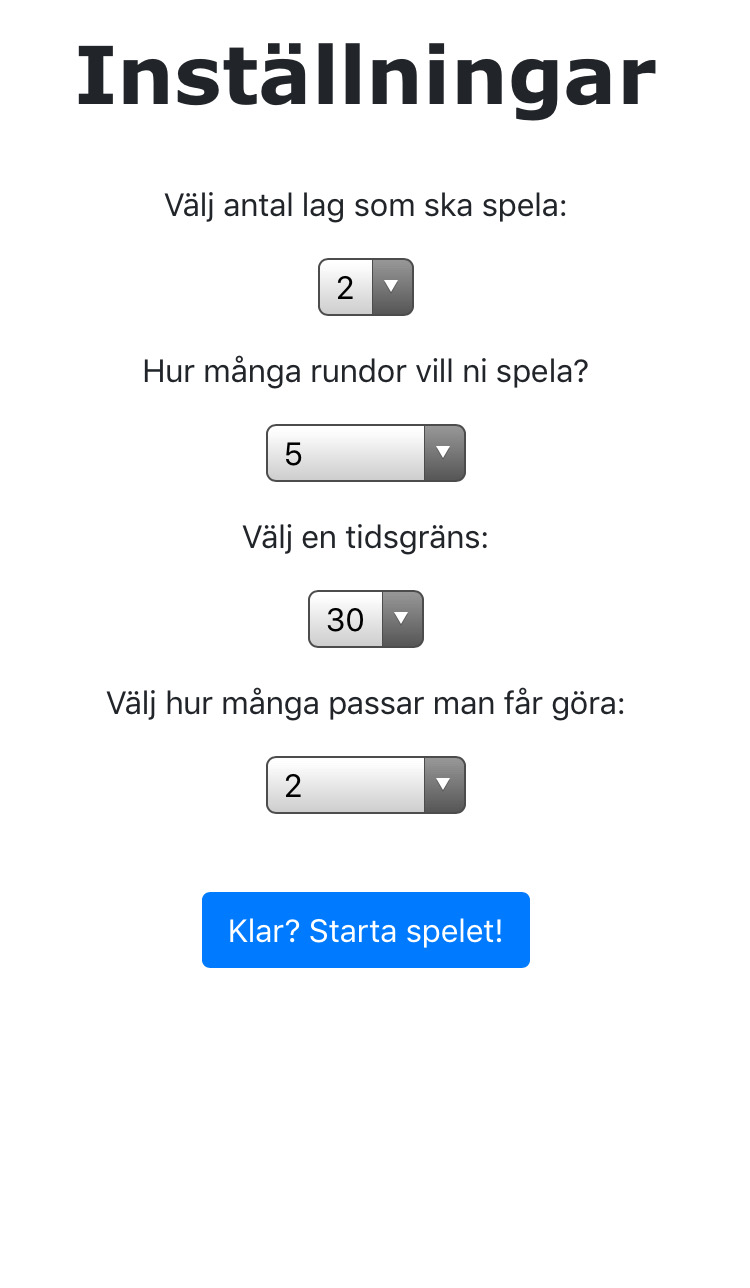 Inställningar
Välj antal lag som ska spela:
2
Hur många rundor vill ni spela?
5
Välj en tidsgräns:
30
Välj hur många passar man får göra:
2
Klar? Starta spelet!